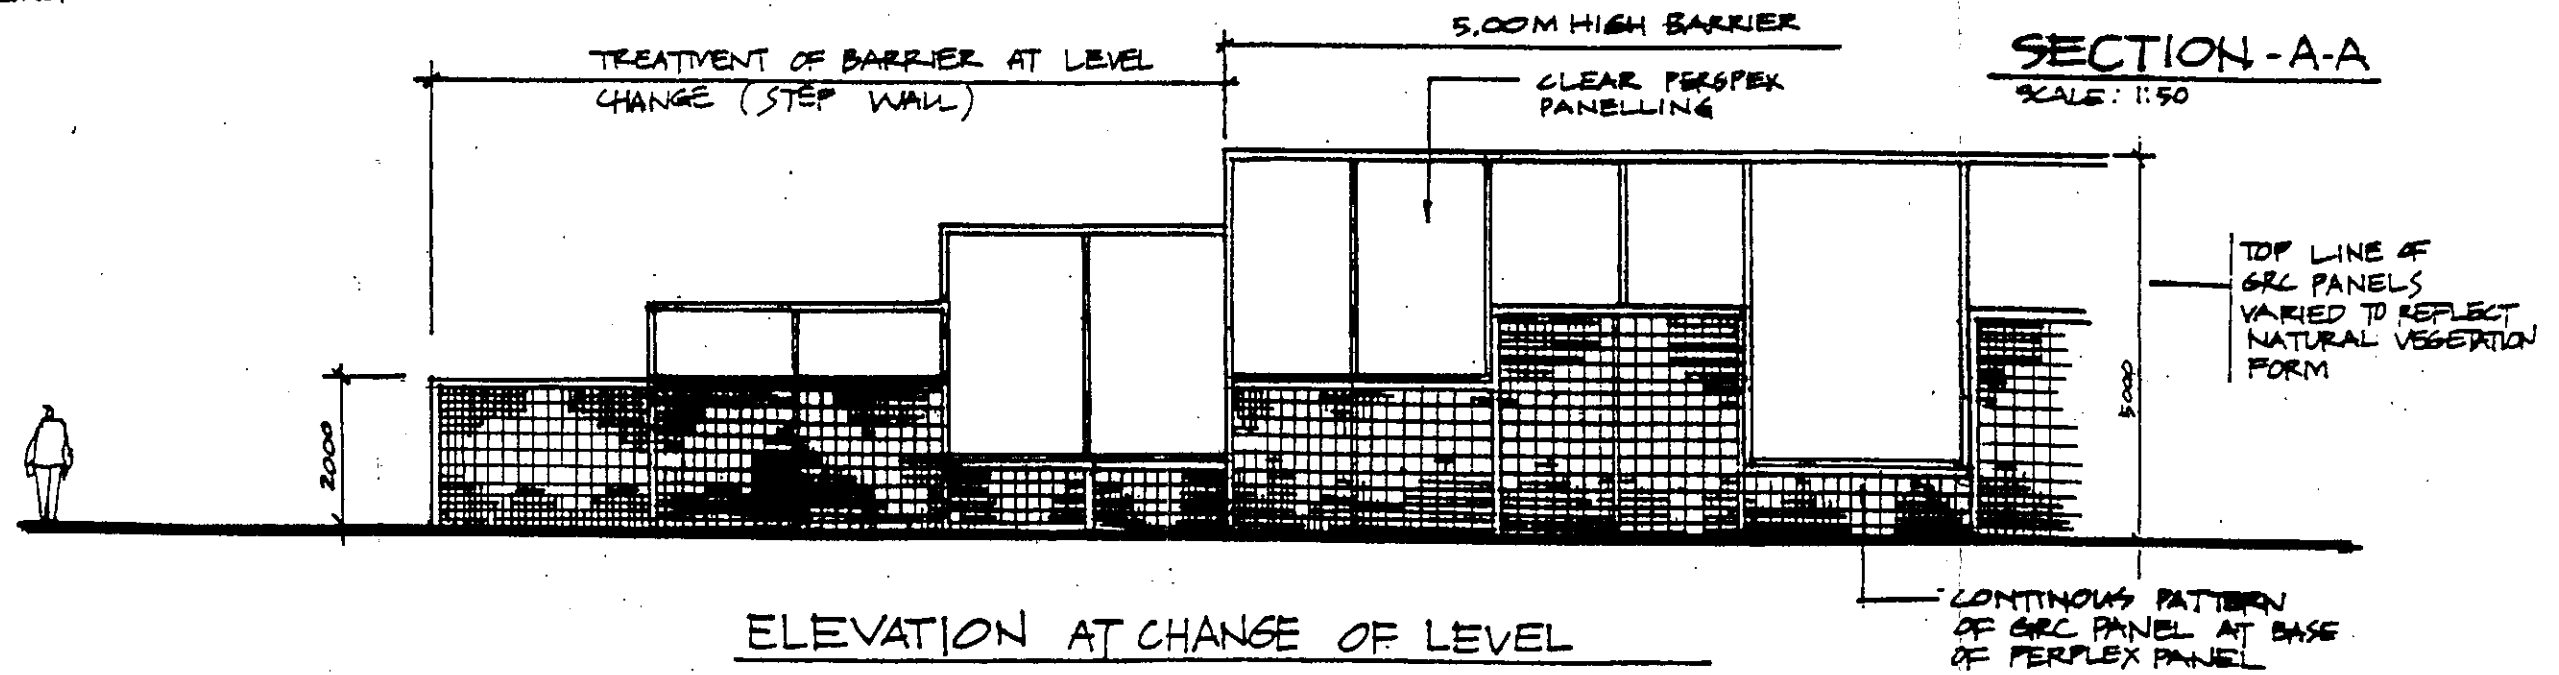 5,00M HIGH BARRIER
SECTION - A-A
SCALE: 1:50
TREATMENT OF BARRIER AT LEVEL
CHANGE (STEP WALL)
CLEAR PERSPEX
PANELLING
TOP LINE OF
GRC PANELS
VARIED TO REFLECT
NATURAL VEGETATION
FORM
2000
5000
CONTINOUS PATTERN
OF GRC PANEL AT BASE
OF PERPLEX PANEL
ELEVATION AT CHANGE OF LEVEL